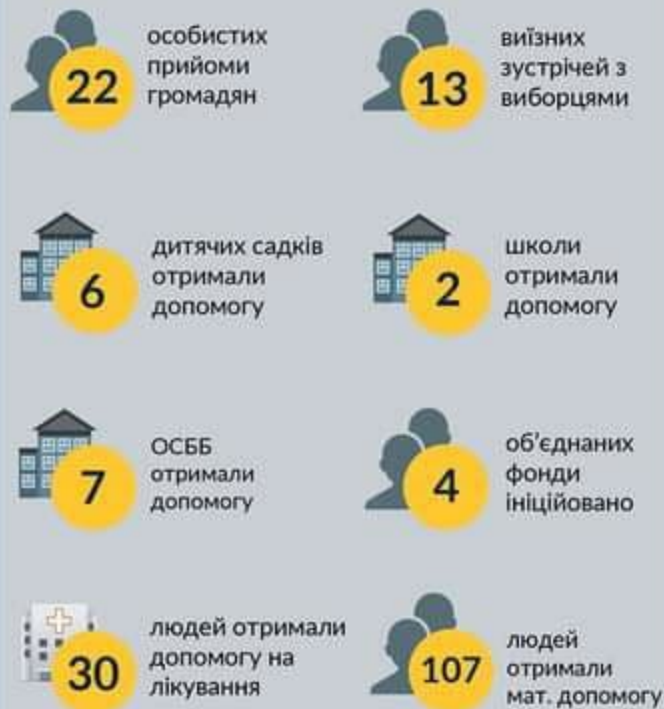 22
особистих
прийоми
громадян
13
виїзних
зустрічей з
виборцями
6
дитячих садків
отримали
допомогу
2
школи
отримали
допомогу
7
ОСББ
отримали
допомогу
4
об’єднаних
фонди
ініційовано
30
людей отримали
допомогу на
лікування
107
людей
отримали
мат. допомогу